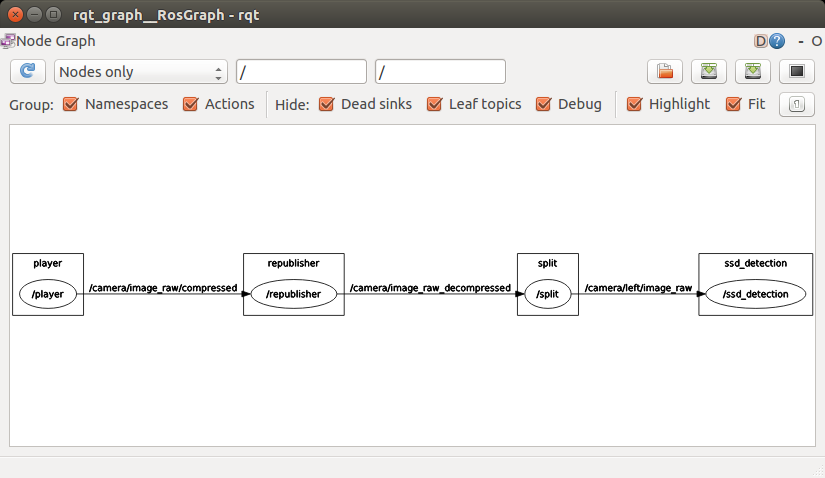 rqt_graph__RosGraph - rqt
Node Graph
D ? - O
Nodes only / /
Group: Namespaces Actions Hide: Dead sinks Leaf topics Debug Highlight Fit
player republisher split ssd_detection
/player /camera/image_raw/compressed /republisher /camera/image_raw_decompressed /split /camera/left/image_raw /ssd_detection